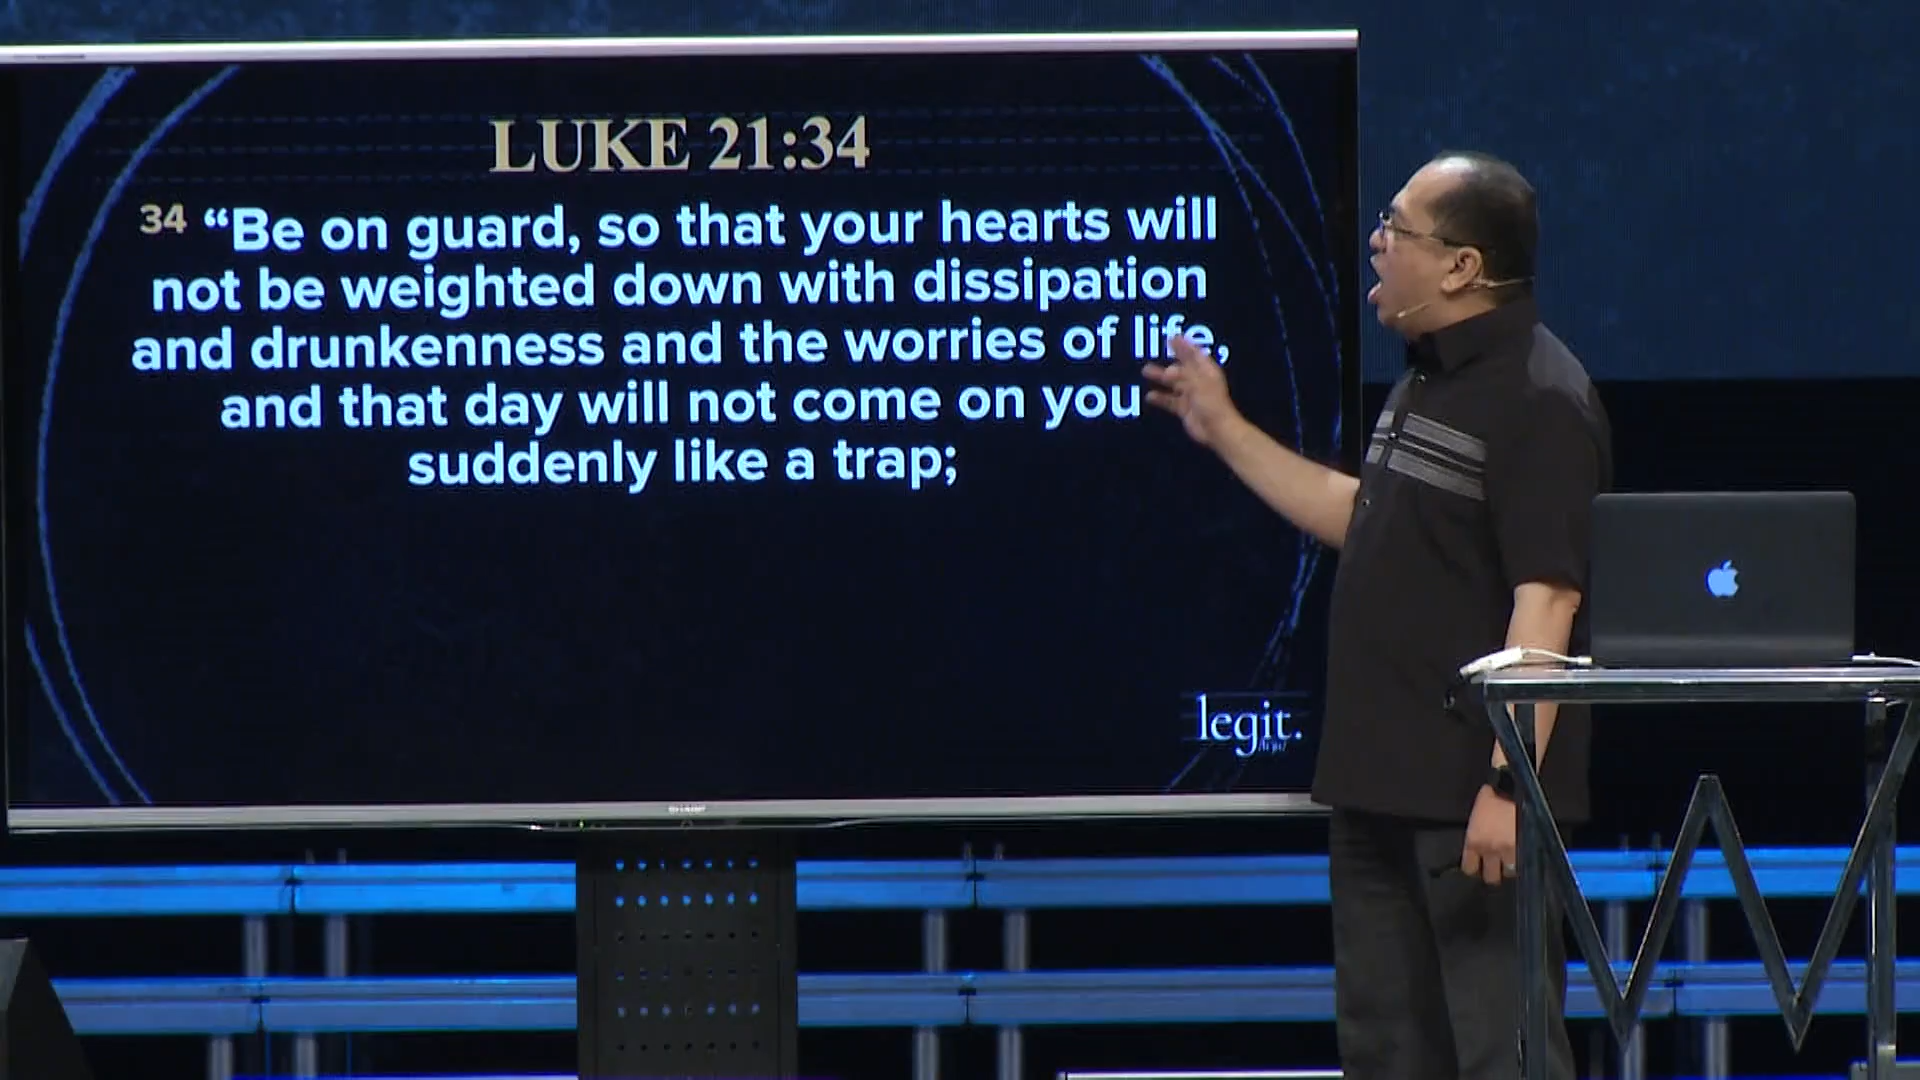 LUKE 21:34
34 “Be on guard, so that your hearts will
not be weighted down with dissipation
and drunkenness and the worries of life,
and that day will not come on you
suddenly like a trap;
legit.
SHARP